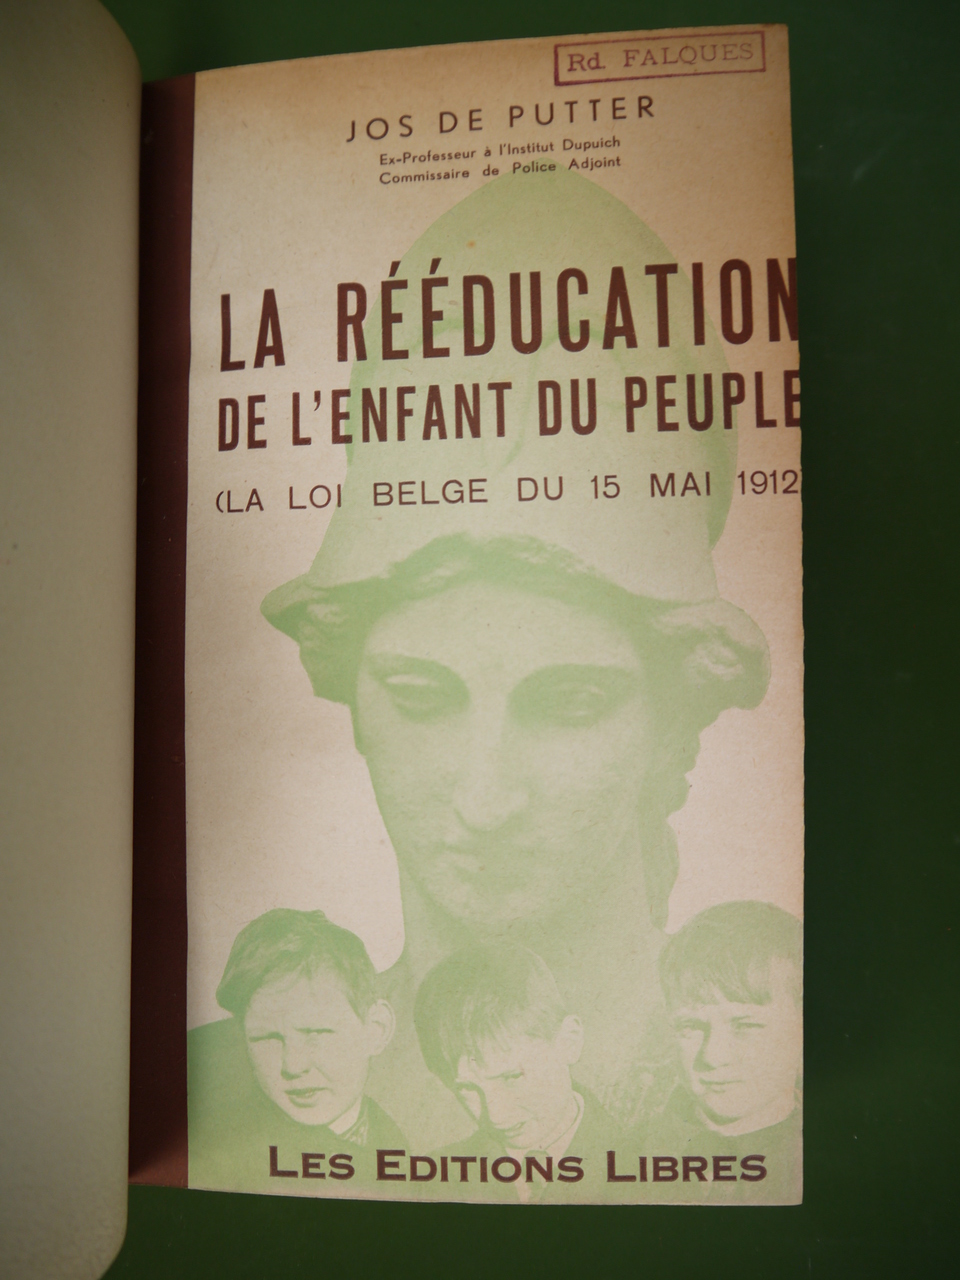 Rd. FALQUES
JOS DE PUTTER
Ex-Professeur à l'Institut Dupuich
Commissaire de Police Adjoint
LA RÉÉDUCATION
DE L'ENFANT DU PEUPLE
(LA LOI BELGE DU 15 MAI 1912)
LES EDITIONS LIBRES